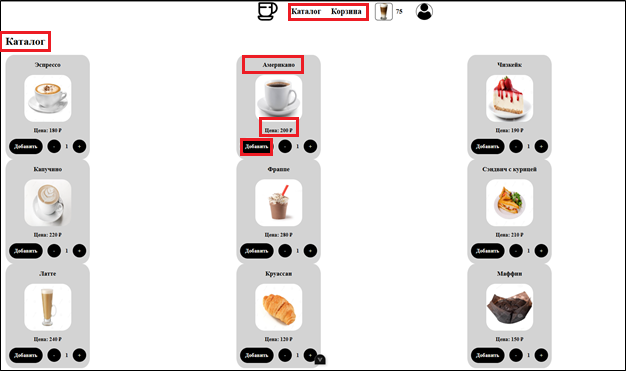 Каталог Корзина 75
Каталог
Эспрессо Американо Чизкейк
Цена: 180 ₽ Цена: 200 ₽ Цена: 190 ₽
Добавить - 1 + Добавить - 1 + Добавить - 1 +
Капучино Фраппе Сэндвич с курицей
Цена: 220 ₽ Цена: 280 ₽ Цена: 210 ₽
Добавить - 1 + Добавить - 1 + Добавить - 1 +
Латте Круассан Маффин
Цена: 240 ₽ Цена: 120 ₽ Цена: 150 ₽
Добавить - 1 + Добавить - 1 + Добавить - 1 +